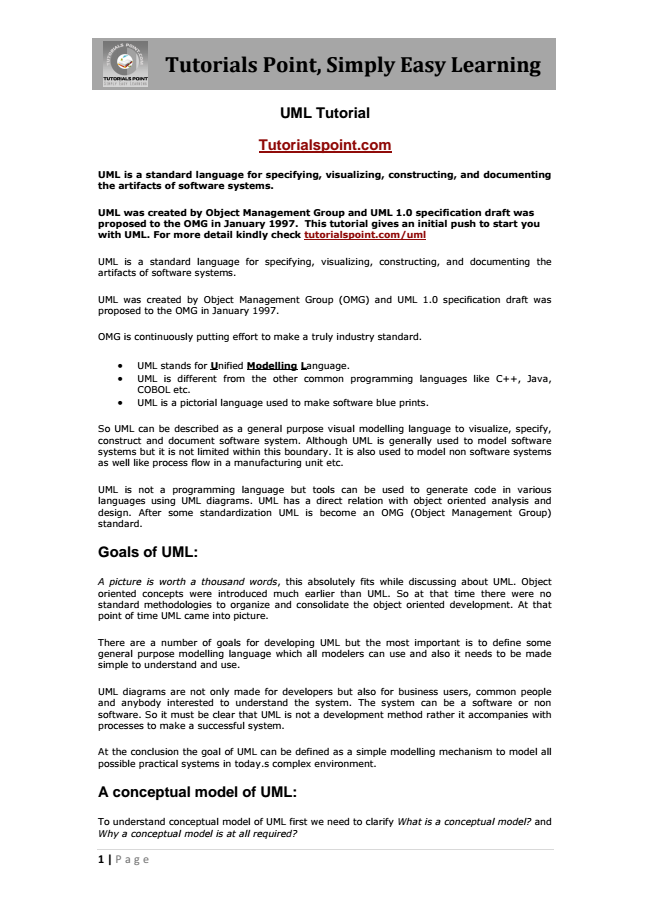 TUTORIALS POINT
SIMPLY EASY LEARNING
Tutorials Point, Simply Easy Learning
UML Tutorial
Tutorialspoint.com
UML is a standard language for specifying, visualizing, constructing, and documenting
the artifacts of software systems.
UML was created by Object Management Group and UML 1.0 specification draft was
proposed to the OMG in January 1997. This tutorial gives an initial push to start you
with UML. For more detail kindly check tutorialspoint.com/uml
UML is a standard language for specifying, visualizing, constructing, and documenting the
artifacts of software systems.
UML was created by Object Management Group (OMG) and UML 1.0 specification draft was
proposed to the OMG in January 1997.
OMG is continuously putting effort to make a truly industry standard.
• UML stands for Unified Modelling Language.
• UML is different from the other common programming languages like C++, Java,
COBOL etc.
• UML is a pictorial language used to make software blue prints.
So UML can be described as a general purpose visual modelling language to visualize, specify,
construct and document software system. Although UML is generally used to model software
systems but it is not limited within this boundary. It is also used to model non software systems
as well like process flow in a manufacturing unit etc.
UML is not a programming language but tools can be used to generate code in various
languages using UML diagrams. UML has a direct relation with object oriented analysis and
design. After some standardization UML is become an OMG (Object Management Group)
standard.
Goals of UML:
A picture is worth a thousand words, this absolutely fits while discussing about UML. Object
oriented concepts were introduced much earlier than UML. So at that time there were no
standard methodologies to organize and consolidate the object oriented development. At that
point of time UML came into picture.
There are a number of goals for developing UML but the most important is to define some
general purpose modelling language which all modelers can use and also it needs to be made
simple to understand and use.
UML diagrams are not only made for developers but also for business users, common people
and anybody interested to understand the system. The system can be a software or non
software. So it must be clear that UML is not a development method rather it accompanies with
processes to make a successful system.
At the conclusion the goal of UML can be defined as a simple modelling mechanism to model all
possible practical systems in today.s complex environment.
A conceptual model of UML:
To understand conceptual model of UML first we need to clarify What is a conceptual model? and
Why a conceptual model is at all required?
1 | Page